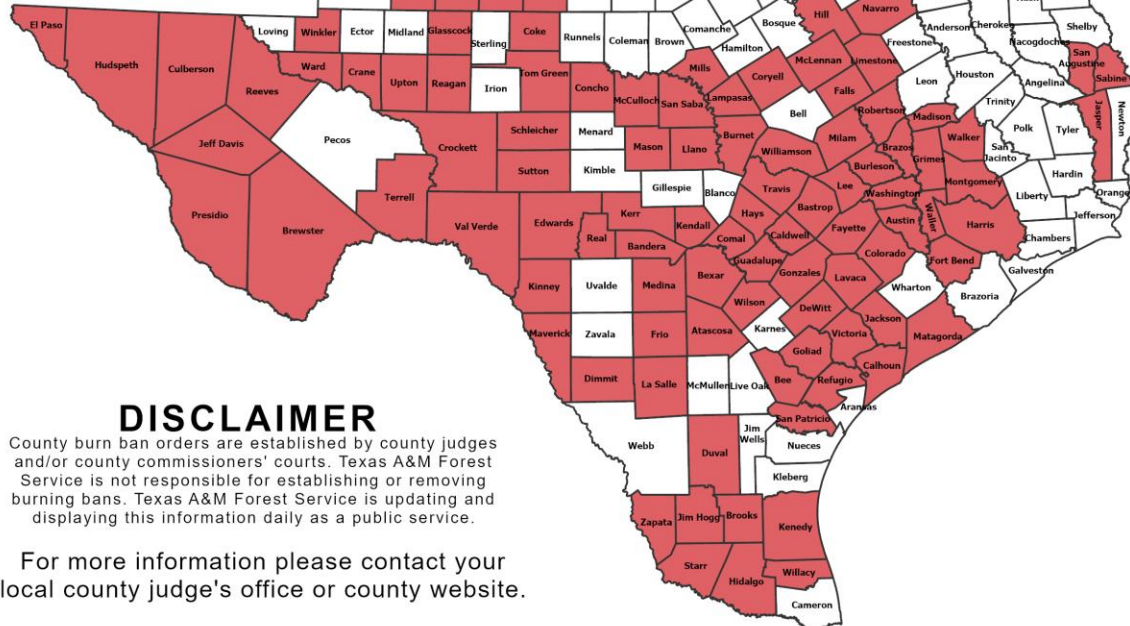 El Paso
Hudspeth
Culberson
Reeves
Jeff Davis
Presidio
Brewster
Pecos
Terrell
Loving
Winkler
Ector
Midland
Glasscock
Sterling
Coke
Runnels
Coleman
Brown
Comanche
Hamilton
Bosque
Hill
Navarro
Freestone
Anderson
Cherokee
Nacogdoches
Shelby
San
Augustine
Sabine
Ward
Crane
Upton
Reagan
Irion
Tom Green
Concho
McCulloch
San Saba
Mills
Lampasas
Coryell
McLennan
Limestone
Falls
Bell
Leon
Houston
Angelina
Trinity
Polk
Tyler
Jasper
Newton
Crockett
Schleicher
Menard
Mason
Llano
Burnet
Williamson
Milam
Robertson
Brazos
Madison
Grimes
Walker
San
Jacinto
Montgomery
Liberty
Hardin
Orange
Jefferson
Chambers
Sutton
Kimble
Gillespie
Blanco
Travis
Lee
Burleson
Washington
Bastrop
Hays
Fayette
Austin
Waller
Harris
Val Verde
Edwards
Real
Kerr
Bandera
Kendall
Comal
Caldwell
Guadalupe
Gonzales
Lavaca
Colorado
Fort Bend
Wharton
Brazoria
Galveston
Kinney
Uvalde
Medina
Bexar
Wilson
DeWitt
Jackson
Matagorda
Maverick
Zavala
Frio
Atascosa
Karnes
Goliad
Victoria
Calhoun
Dimmit
La Salle
McMullen
Live Oak
Bee
Refugio
Aransas
San Patricio
Webb
Duval
Jim
Wells
Nueces
Kleberg
Zapata
Jim Hogg
Brooks
Kenedy
Starr
Hidalgo
Willacy
Cameron
DISCLAIMER
County burn ban orders are established by county judges
and/or county commissioners' courts. Texas A&M Forest
Service is not responsible for establishing or removing
burning bans. Texas A&M Forest Service is updating and
displaying this information daily as a public service.
For more information please contact your
local county judge's office or county website.